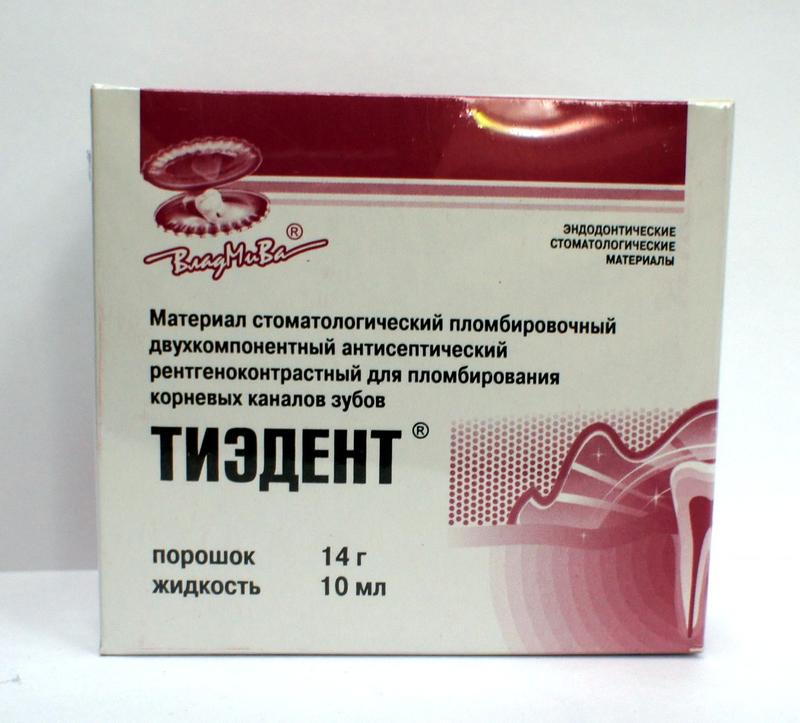 ВладМиВа ®
ЭНДОДОНТИЧЕСКИЕ
СТОМАТОЛОГИЧЕСКИЕ
МАТЕРИАЛЫ
Материал стоматологический пломбировочный
двухкомпонентный антисептический
рентгеноконтрастный для пломбирования
корневых каналов зубов
ТИЭДЕНТ ®
порошок 14 г
жидкость 10 мл